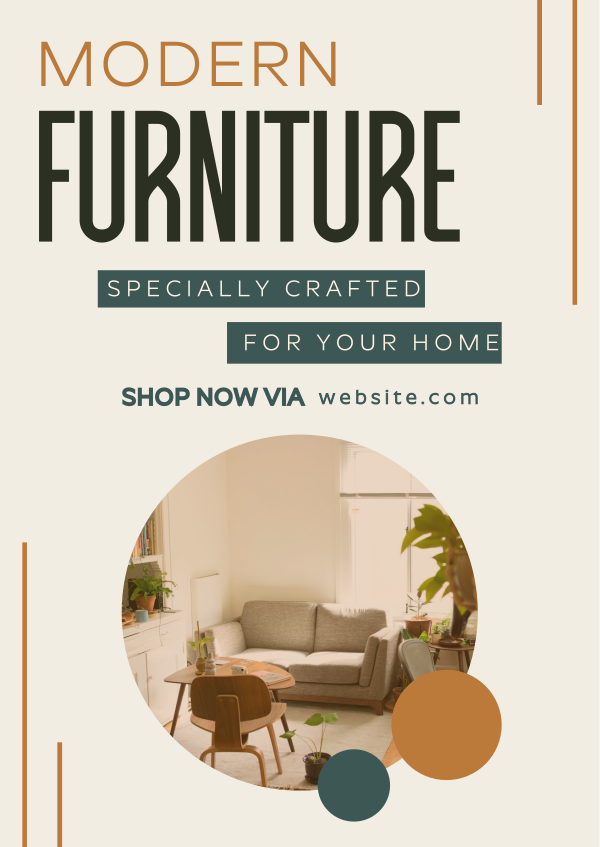 MODERN
FURNITURE
SPECIALLY CRAFTED
FOR YOUR HOME
SHOP NOW VIA website.com